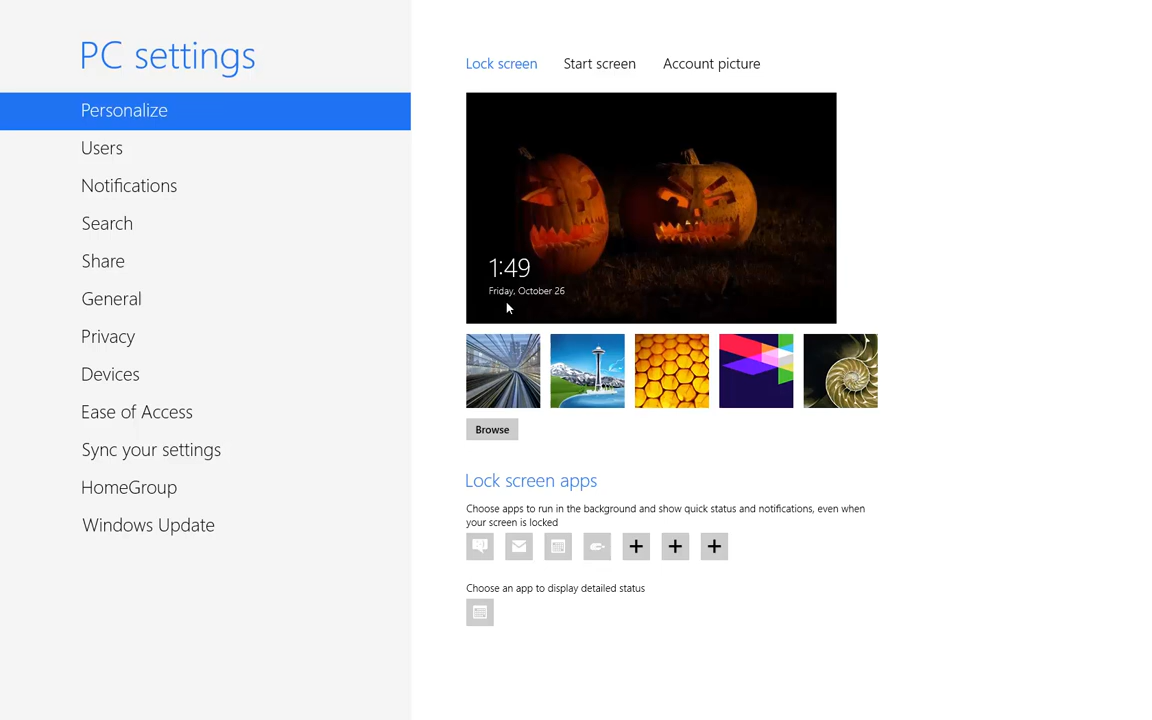 PC settings
Personalize
Users
Notifications
Search
Share
General
Privacy
Devices
Ease of Access
Sync your settings
HomeGroup
Windows Update
Lock screen
Start screen
Account picture
1:49
Friday, October 26
Browse
Lock screen apps
Choose apps to run in the background and show quick status and notifications, even when
your screen is locked
Choose an app to display detailed status